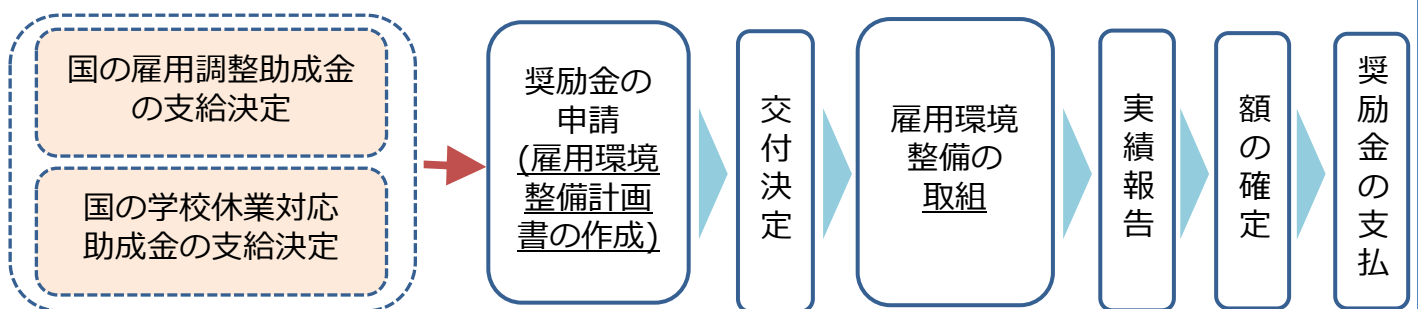 国の雇用調整助成金
の支給決定
国の学校休業対応
助成金の支給決定
奨励金の
申請
(雇用環境
整備計画
書の作成)
交付決定
雇用環境
整備の
取組
実績報告
額の確定
奨励金の支払